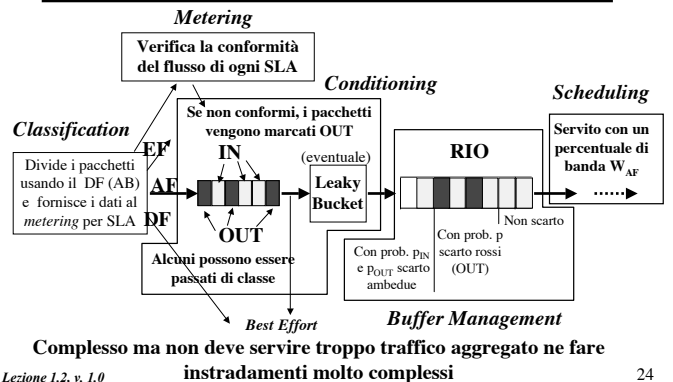 Metering
Verifica la conformità
del flusso di ogni SLA
Conditioning
Scheduling
Se non conformi, i pacchetti
vengono marcati OUT
Servito con un
percentuale di
banda W_AF
Classification
Divide i pacchetti
usando il DF (AB)
e fornisce i dati al
metering per SLA
EF
AF
DF
IN
OUT
(eventuale)
Leaky
Bucket
RIO
Non scarto
Con prob. p
scarto rossi
(OUT)
Con prob. p_IN
e p_OUT scarto
ambedue
Alcuni possono essere
passati di classe
Best Effort
Buffer Management
Complesso ma non deve servire troppo traffico aggregato ne fare
instradamenti molto complessi
Lezione 1.2, v. 1.0
24